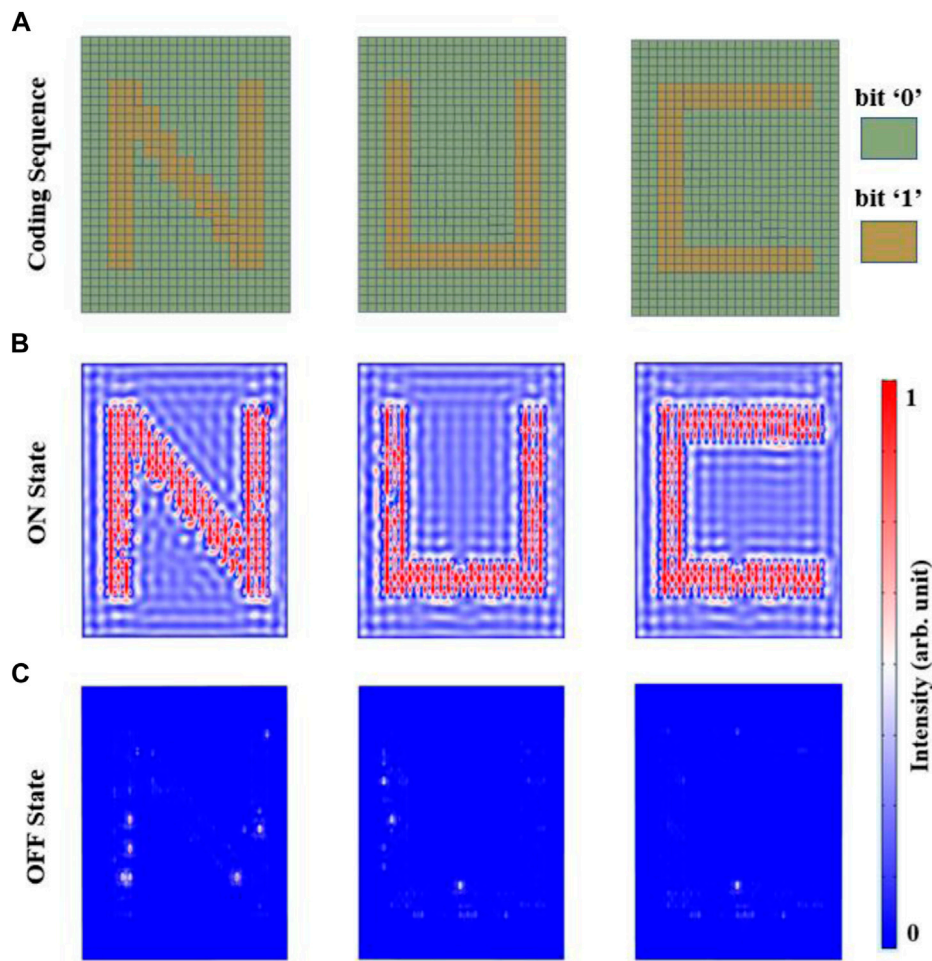 A
Coding Sequence
bit ‘0’
bit ‘1’
B
ON State
1
Intensity (arb. unit)
0
C
OFF State